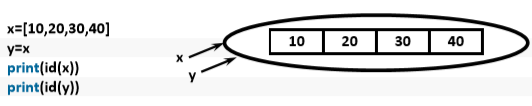 x=[10,20,30,40]
y=x
print(id(x))
print(id(y))
x
y
10 20 30 40